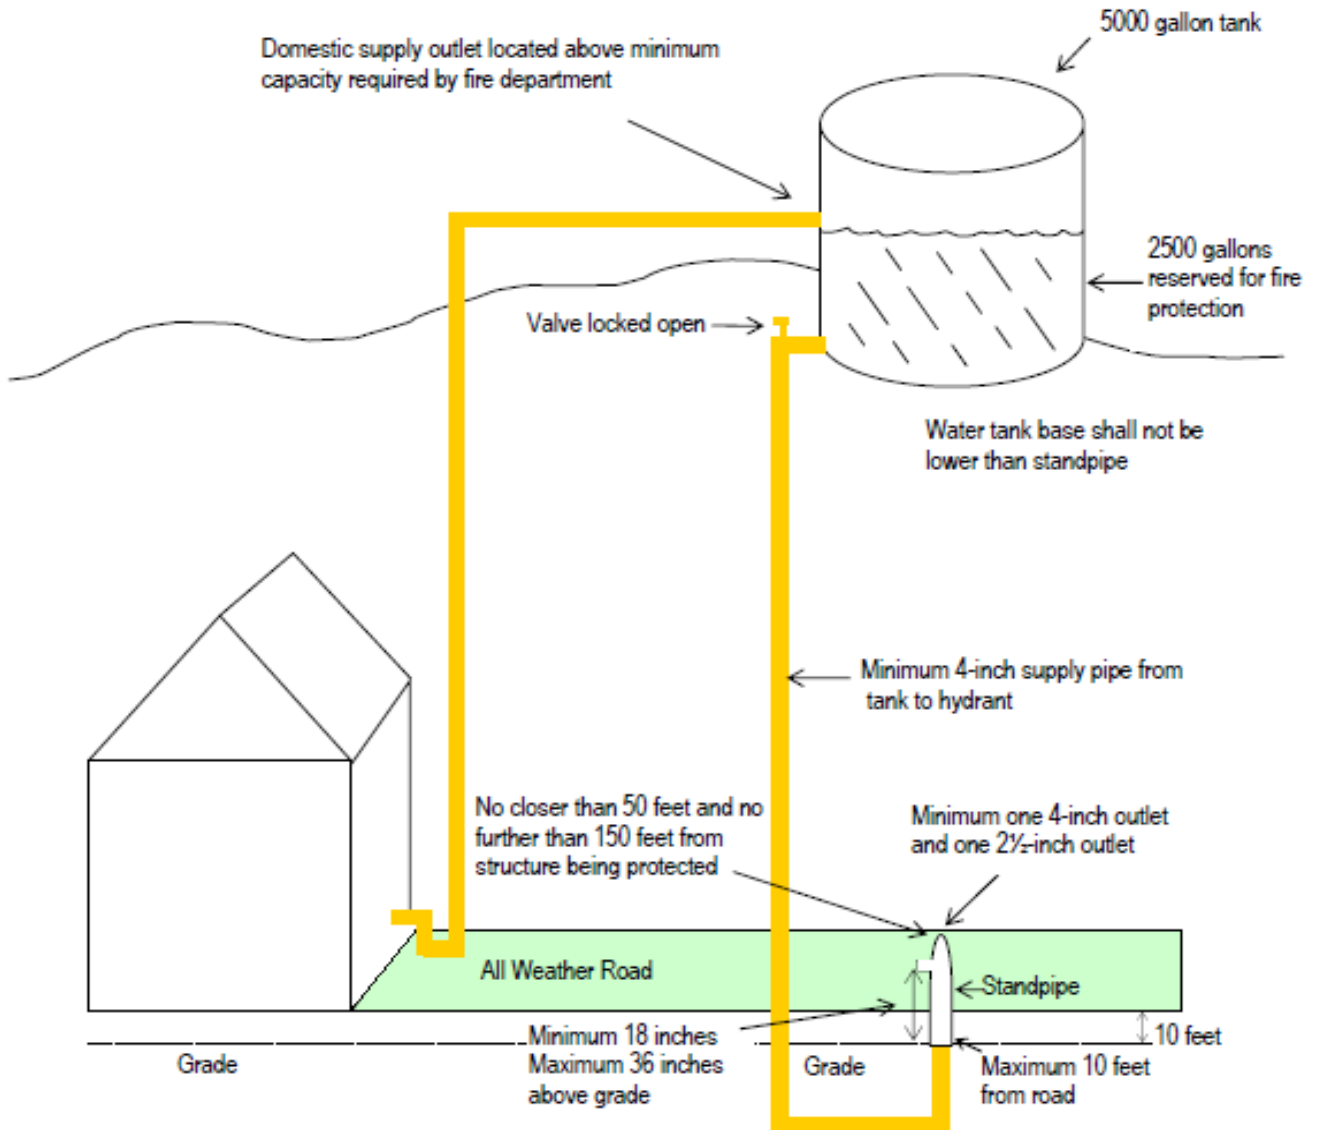 5000 gallon tank
Domestic supply outlet located above minimum
capacity required by fire department
2500 gallons
reserved for fire
protection
Valve locked open
Water tank base shall not be
lower than standpipe
Minimum 4-inch supply pipe from
tank to hydrant
No closer than 50 feet and no
further than 150 feet from
structure being protected
Minimum one 4-inch outlet
and one 2½-inch outlet
All Weather Road
Standpipe
Minimum 18 inches
Maximum 36 inches
above grade
10 feet
Grade
Grade
Maximum 10 feet
from road